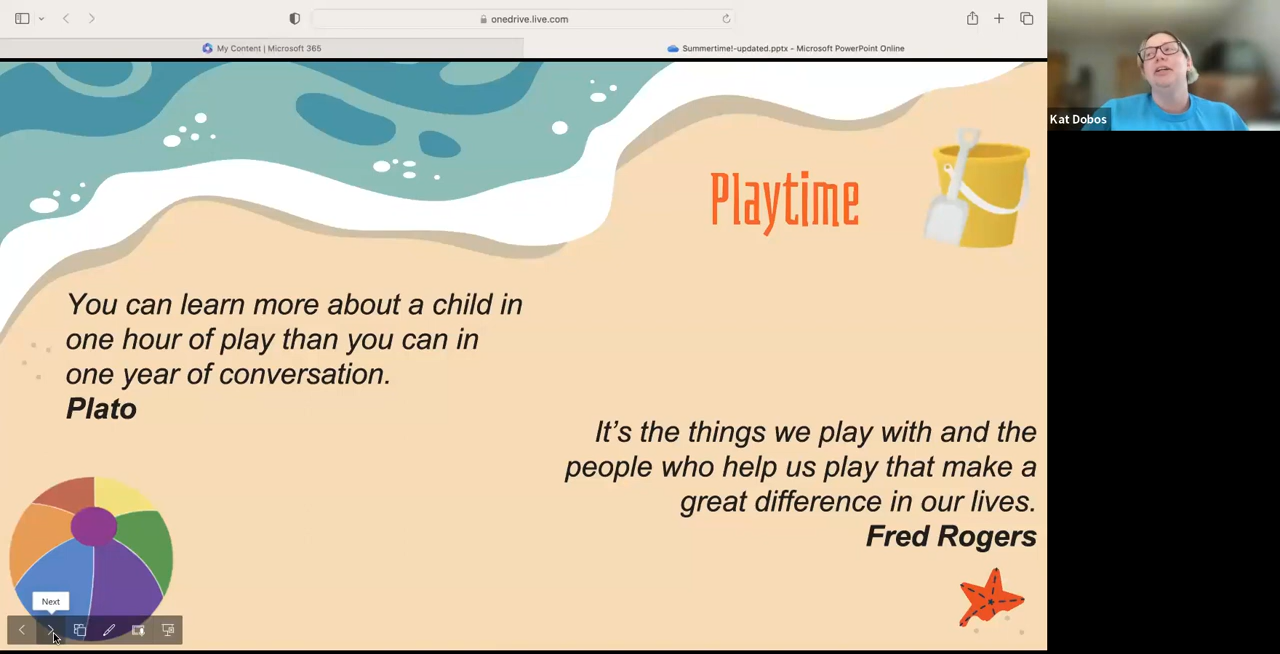 onedrive.live.com
My Content | Microsoft 365
Summertime!-updated.pptx - Microsoft PowerPoint Online
Kat Dobos
Playtime
You can learn more about a child in
one hour of play than you can in
one year of conversation.
Plato
It's the things we play with and the
people who help us play that make a
great difference in our lives.
Fred Rogers
Next